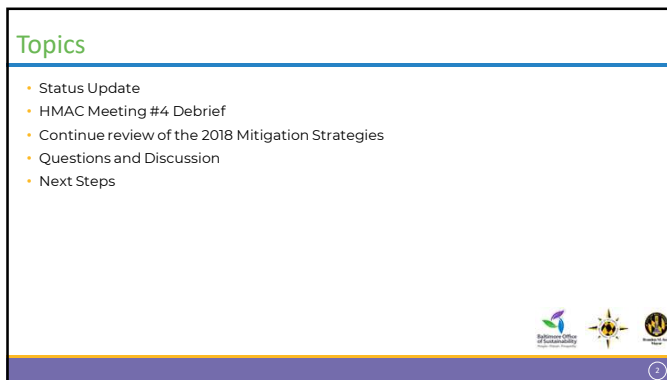 Topics
• Status Update
• HMAC Meeting #4 Debrief
• Continue review of the 2018 Mitigation Strategies
• Questions and Discussion
• Next Steps
Baltimore Office
of Sustainability
2